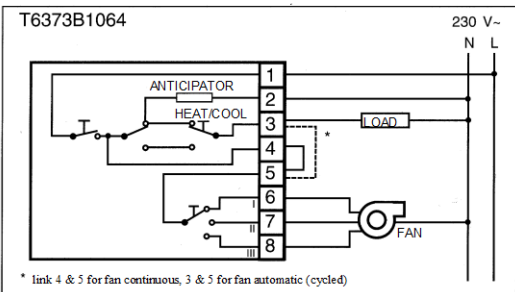 T6373B1064
230 V~
N L
1
ANTICIPATOR
2
HEAT/COOL
3
LOAD
*
4
5
6
I
7
II
FAN
8
III
* link 4 & 5 for fan continuous, 3 & 5 for fan automatic (cycled)